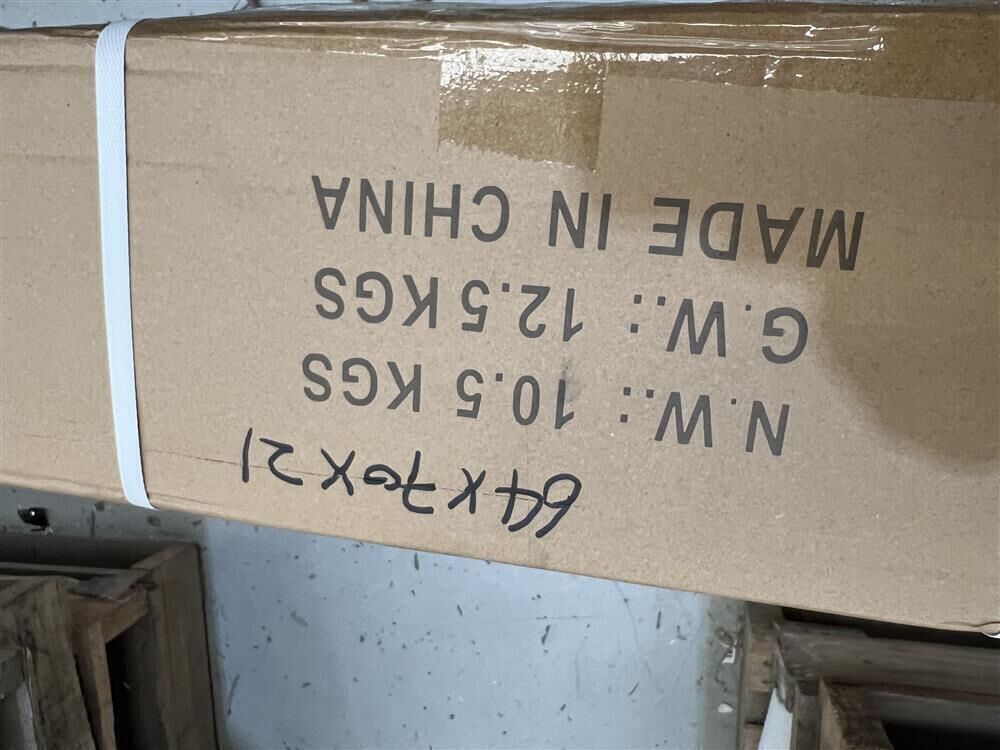 64x70x21
N.W.: 10.5 KGS
G.W.: 12.5 KGS
MADE IN CHINA